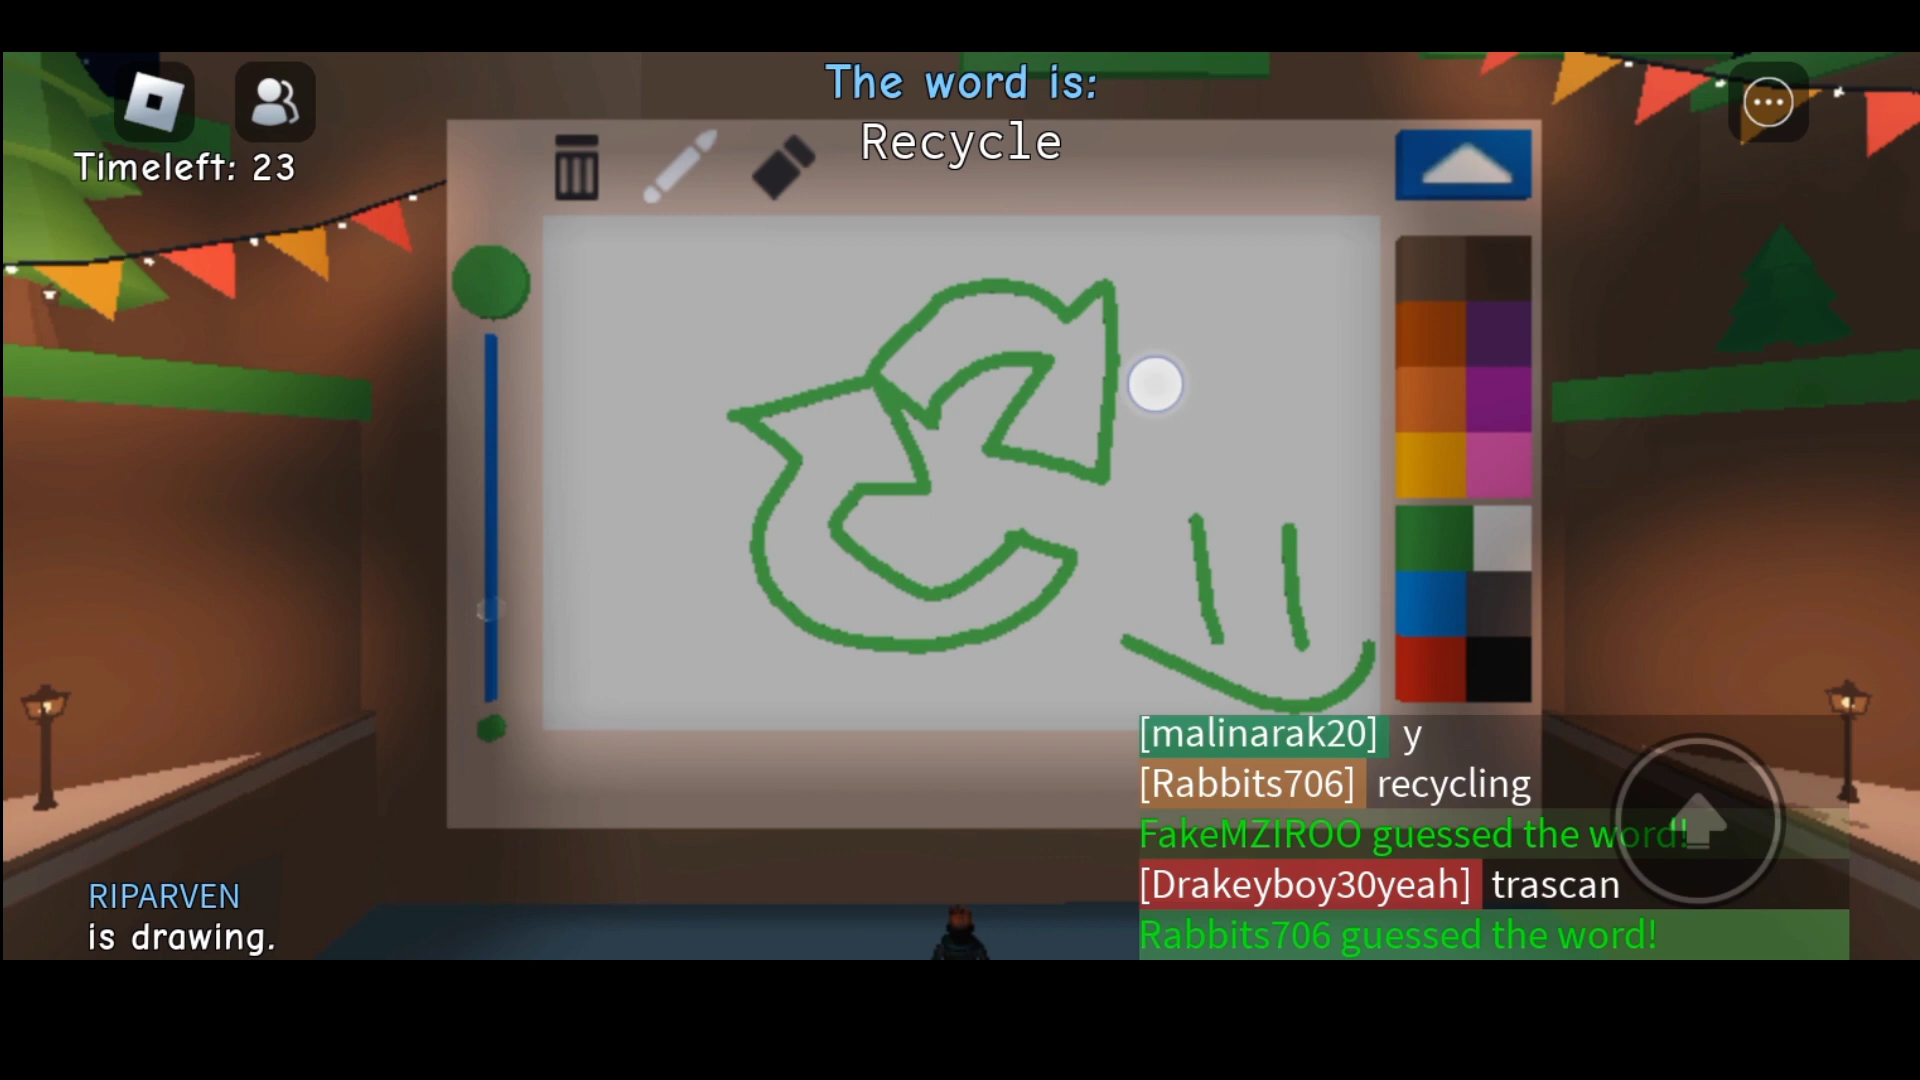 The word is:
Recycle
Timeleft: 23
[malinarak20] y
[Rabbits706] recycling
FakeMZIROO guessed the word!
[Drakeyboy30yeah] trascan
Rabbits706 guessed the word!
RIPARVEN
is drawing.